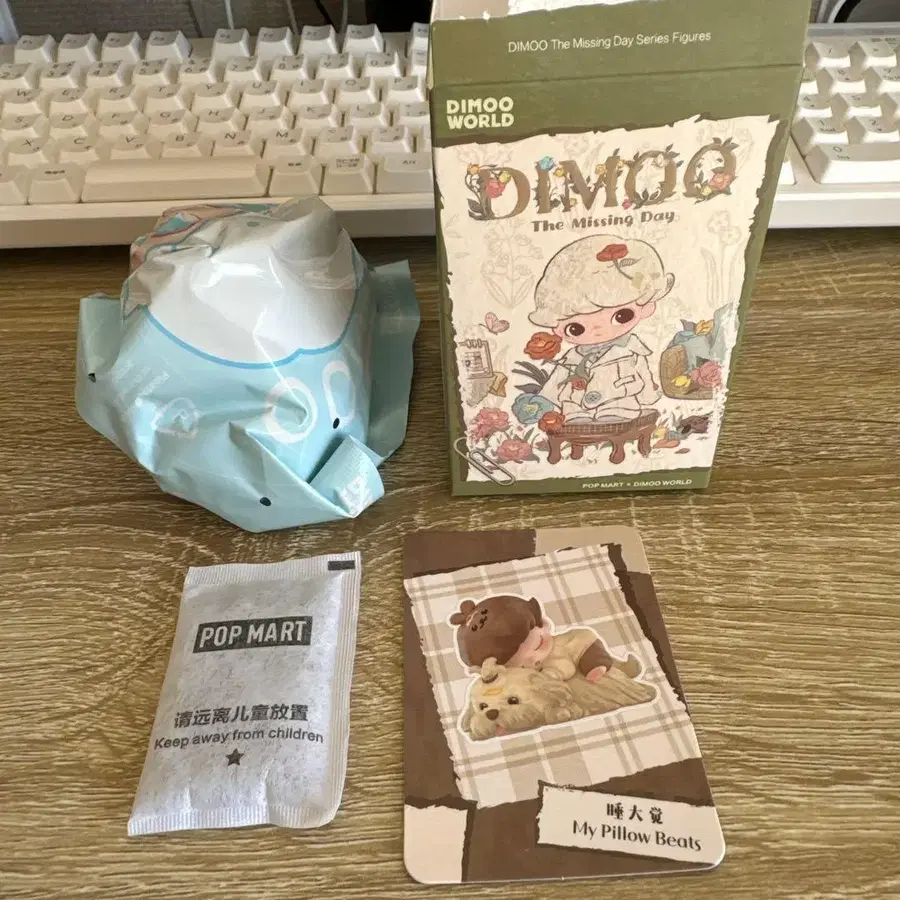 DIMOO The Missing Day Series Figures
DIMOO
WORLD
DIMOO
The Missing Day
POP MART × DIMOO WORLD
POP MART
请远离儿童放置
Keep away from children
睡大觉
My Pillow Beats